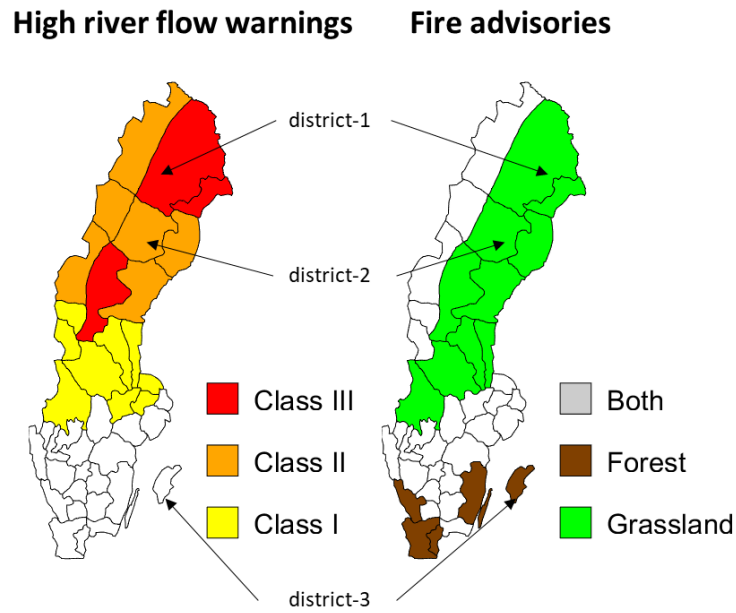 High river flow warnings
Fire advisories
district-1
district-2
Class III
Class II
Class I
Both
Forest
Grassland
district-3